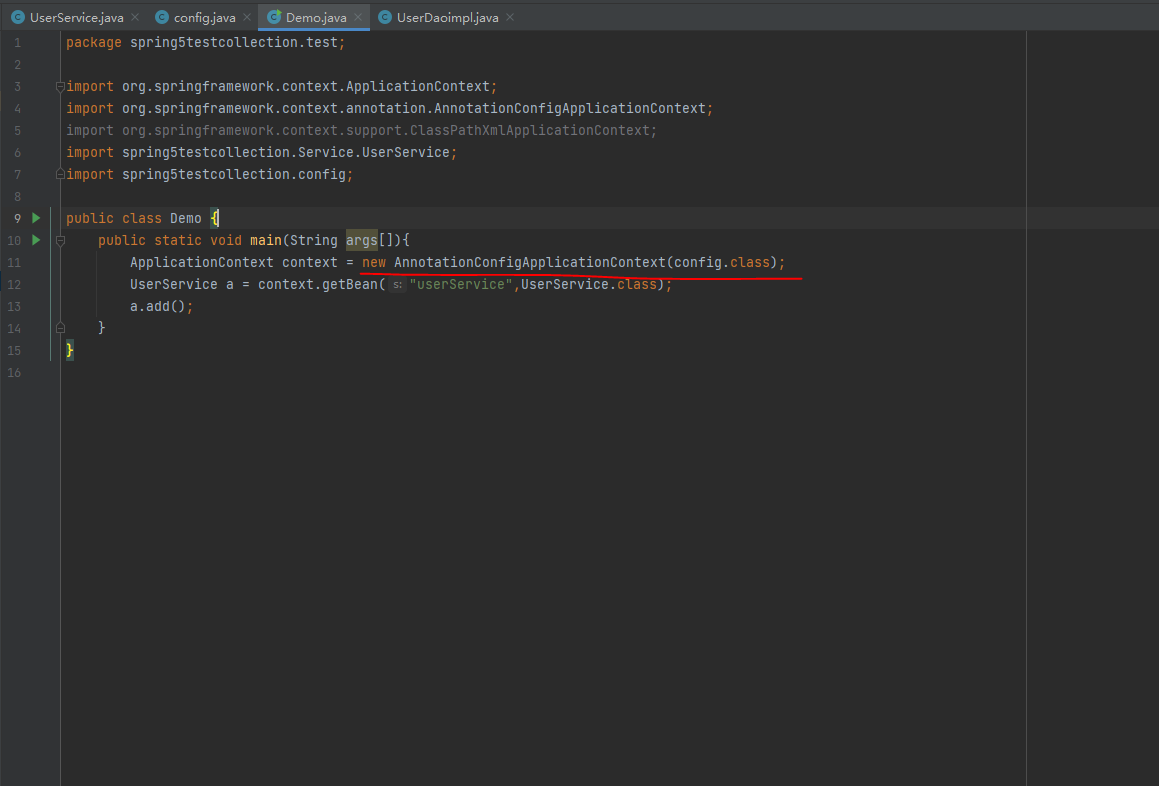 UserService.java config.java Demo.java UserDaoimpl.java
1 package spring5testcollection.test;
2
3 import org.springframework.context.ApplicationContext;
4 import org.springframework.context.annotation.AnnotationConfigApplicationContext;
5 import org.springframework.context.support.ClassPathXmlApplicationContext;
6 import spring5testcollection.Service.UserService;
7 import spring5testcollection.config;
8
9 public class Demo {
10 public static void main(String args[]){
11 ApplicationContext context = new AnnotationConfigApplicationContext(config.class);
12 UserService a = context.getBean( s: "userService",UserService.class);
13 a.add();
14 }
15 }
16